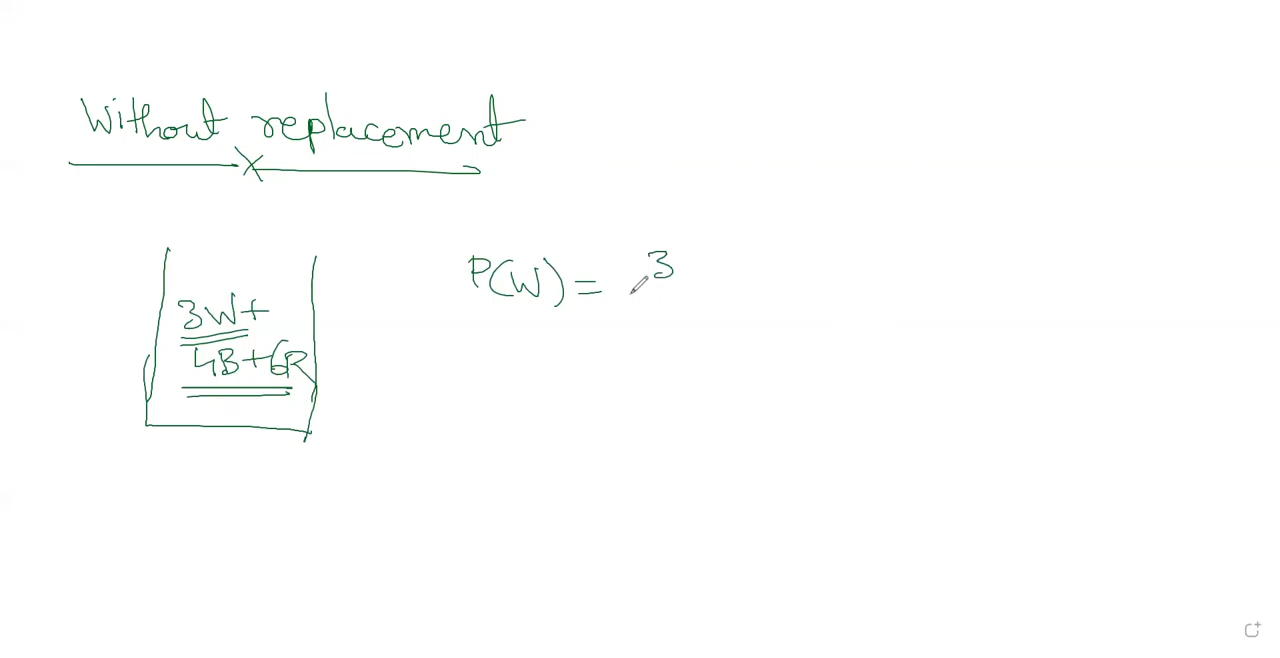 Without replacement
3W+
4B+6R
P(W) = 3